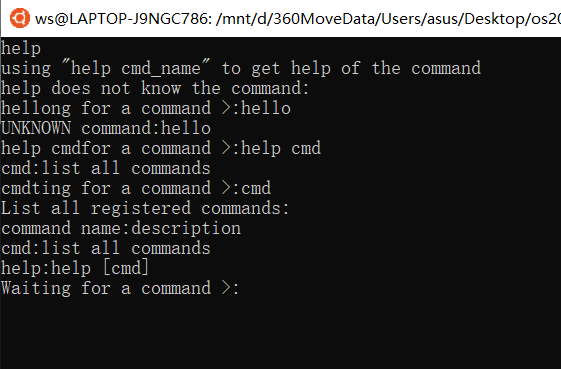 ws@LAPTOP-J9NGC786: /mnt/d/360MoveData/Users/asus/Desktop/os20
help
using "help cmd_name" to get help of the command
help does not know the command:
hellong for a command >:hello
UNKNOWN command:hello
help cmdfor a command >:help cmd
cmd:list all commands
cmdting for a command >:cmd
List all registered commands:
command name:description
cmd:list all commands
help:help [cmd]
Waiting for a command >: